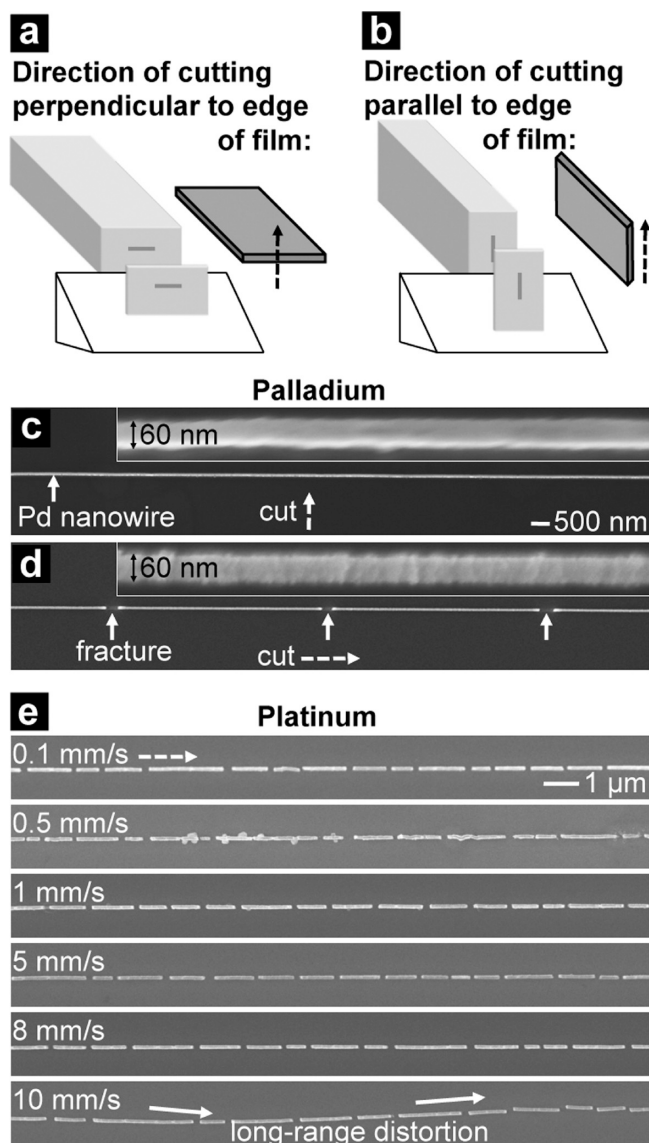 a
Direction of cutting
perpendicular to edge
of film:
b
Direction of cutting
parallel to edge
of film:
Palladium
c
60 nm
Pd nanowire
cut
500 nm
d
60 nm
fracture
cut
e
Platinum
0.1 mm/s
1 µm
0.5 mm/s
1 mm/s
5 mm/s
8 mm/s
10 mm/s
long-range distortion